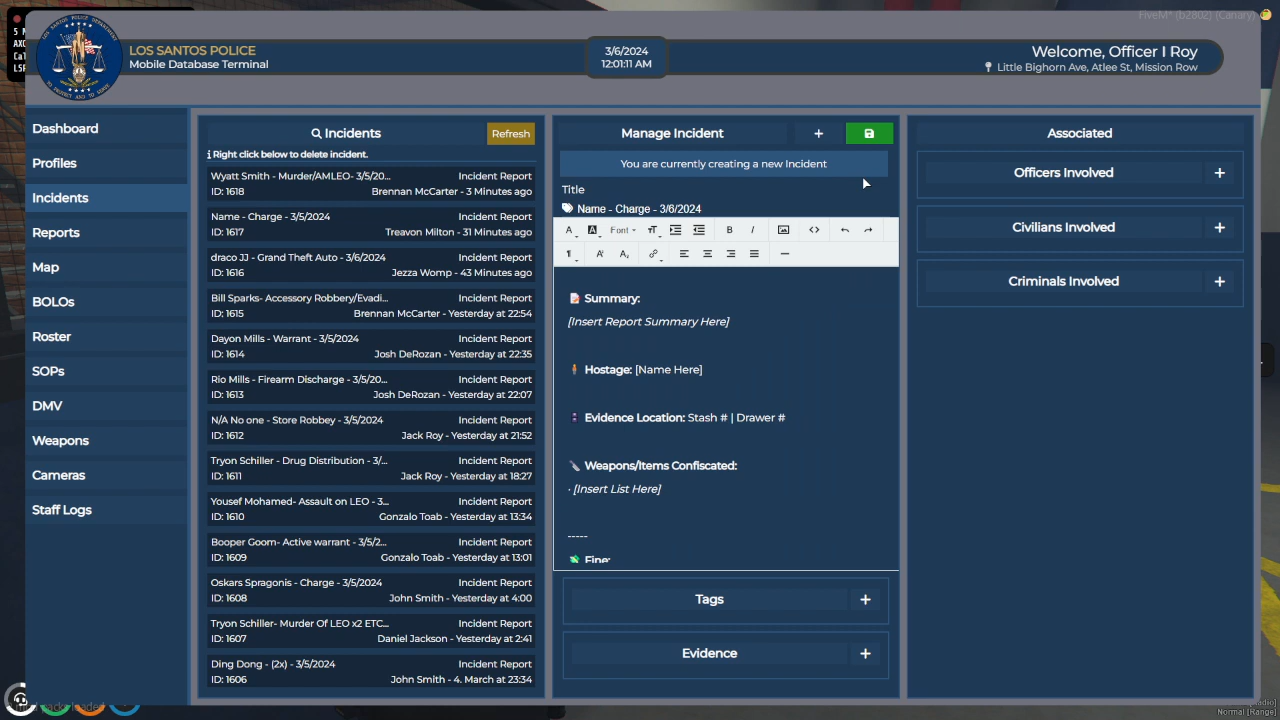 FiveM® (b2802) (Canary)
LOS SANTOS POLICE
Mobile Database Terminal
3/6/2024
12:01:11 AM
Welcome, Officer I Roy
Little Bighorn Ave, Atlee St, Mission Row
Dashboard
Profiles
Incidents
Reports
Map
BOLOs
Roster
SOPs
DMV
Weapons
Cameras
Staff Logs
Incidents
Refresh
Right click below to delete incident.
Wyatt Smith - Murder/AMLEO- 3/5/20... Incident Report
ID: 1618 Brennan McCarter - 3 Minutes ago
Name - Charge - 3/5/2024 Incident Report
ID: 1617 Treavon Milton - 31 Minutes ago
draco JJ - Grand Theft Auto - 3/6/2024 Incident Report
ID: 1616 Jezza Womp - 43 Minutes ago
Bill Sparks- Accessory Robbery/Evadi... Incident Report
ID: 1615 Brennan McCarter - Yesterday at 22:54
Dayon Mills - Warrant - 3/5/2024 Incident Report
ID: 1614 Josh DeRozan - Yesterday at 22:35
Rio Mills - Firearm Discharge - 3/5/20... Incident Report
ID: 1613 Josh DeRozan - Yesterday at 22:07
N/A No one - Store Robbey - 3/5/2024 Incident Report
ID: 1612 Jack Roy - Yesterday at 21:52
Tryon Schiller - Drug Distribution - 3/... Incident Report
ID: 1611 Jack Roy - Yesterday at 18:27
Yousef Mohamed- Assault on LEO - 3... Incident Report
ID: 1610 Gonzalo Toab - Yesterday at 13:34
Booper Goom- Active warrant - 3/5/2... Incident Report
ID: 1609 Gonzalo Toab - Yesterday at 13:01
Oskars Spragonis - Charge - 3/5/2024 Incident Report
ID: 1608 John Smith - Yesterday at 4:00
Tryon Schiller- Murder Of LEO x2 ETC... Incident Report
ID: 1607 Daniel Jackson - Yesterday at 2:41
Ding Dong - (2x) - 3/5/2024 Incident Report
ID: 1606 John Smith - 4. March at 23:34
Manage Incident
You are currently creating a new Incident
Title
Name - Charge - 3/6/2024
Font
Summary:
[Insert Report Summary Here]
Hostage: [Name Here]
Evidence Location: Stash # | Drawer #
Weapons/Items Confiscated:
· [Insert List Here]
-----
Fine:
Tags
Evidence
Associated
Officers Involved
Civilians Involved
Criminals Involved
Normal [Range]